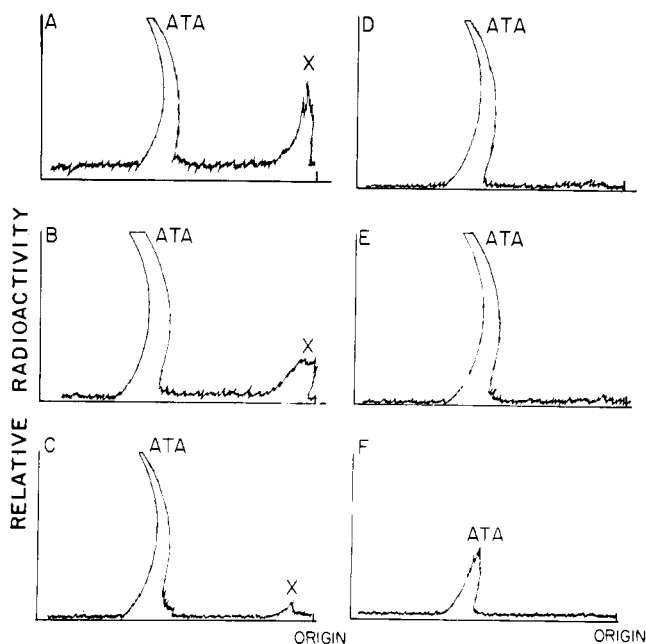 A
ATA
X
D
ATA
B
ATA
X
E
ATA
C
ATA
X
ORIGIN
F
ATA
ORIGIN
RELATIVE RADIOACTIVITY